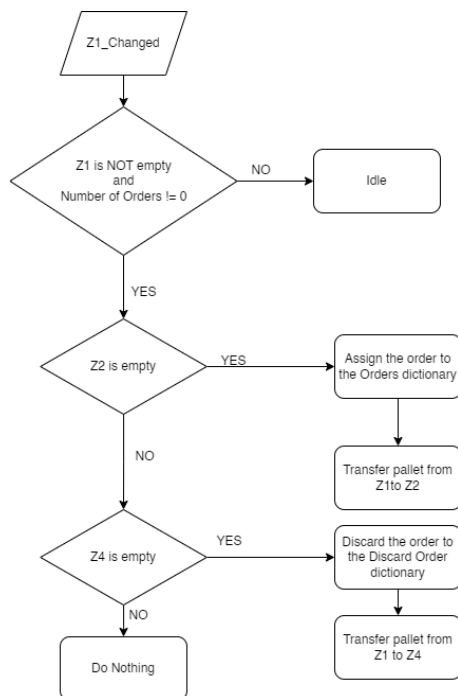 Z1_Changed
Z1 is NOT empty
and
Number of Orders != 0
NO
Idle
YES
Z2 is empty
YES
Assign the order to
the Orders dictionary
NO
Transfer pallet from
Z1to Z2
Z4 is empty
YES
Discard the order to
the Discard Order
dictionary
NO
Transfer pallet from
Z1 to Z4
Do Nothing